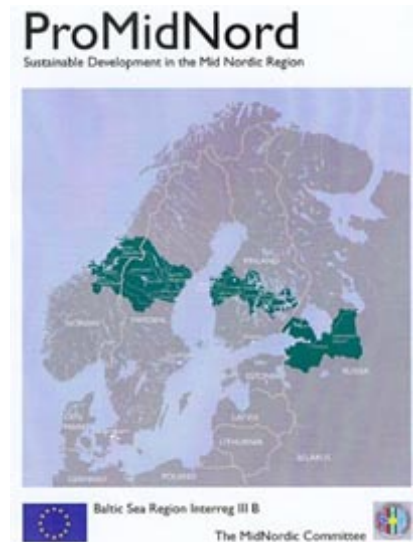 ProMidNord
Sustainable Development in the Mid Nordic Region
FINLAND
NORWAY
SWEDEN
ESTONIA
RUSSIA
LATVIA
LITHUANIA
BELARUS
POLAND
GERMANY
Baltic Sea Region Interreg III B
The MidNordic Committee